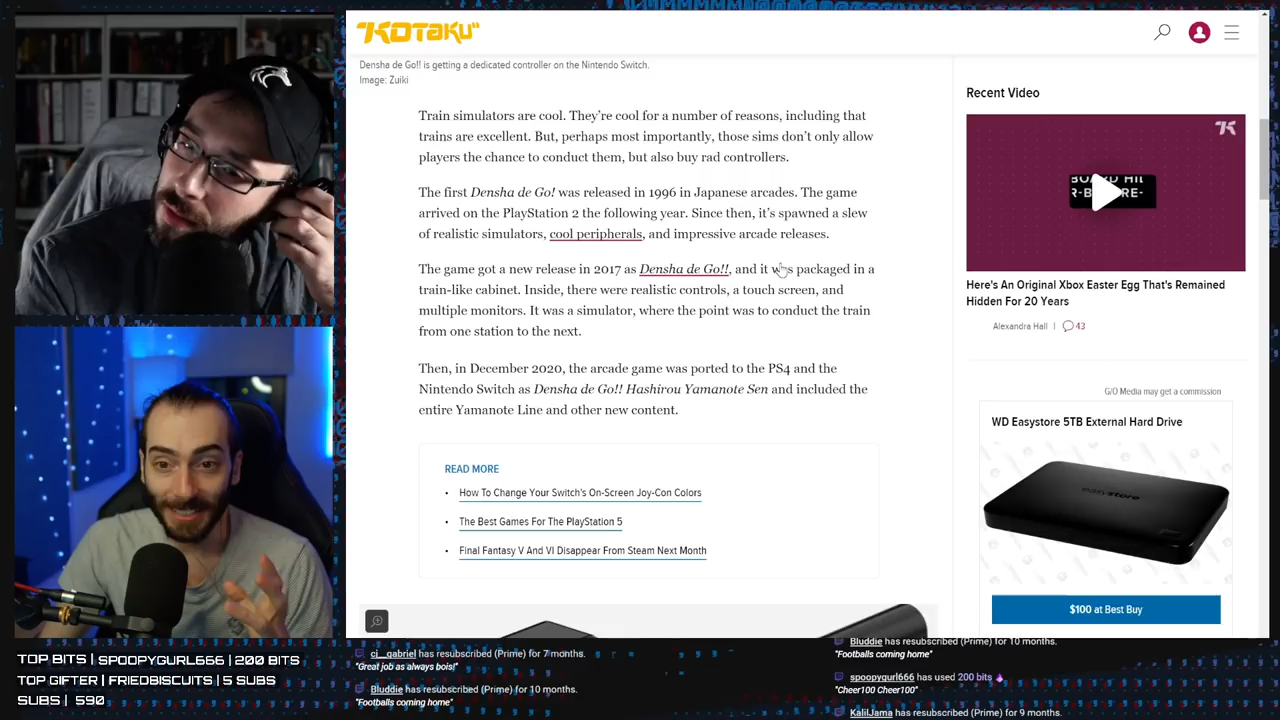 KOTAKU
Densha de Go!! is getting a dedicated controller on the Nintendo Switch.
Image: Zuiki
Train simulators are cool. They're cool for a number of reasons, including that
trains are excellent. But, perhaps most importantly, those sims don't only allow
players the chance to conduct them, but also buy rad controllers.
The first Densha de Go! was released in 1996 in Japanese arcades. The game
arrived on the PlayStation 2 the following year. Since then, it's spawned a slew
of realistic simulators, cool peripherals, and impressive arcade releases.
The game got a new release in 2017 as Densha de Go!!, and it was packaged in a
train-like cabinet. Inside, there were realistic controls, a touch screen, and
multiple monitors. It was a simulator, where the point was to conduct the train
from one station to the next.
Then, in December 2020, the arcade game was ported to the PS4 and the
Nintendo Switch as Densha de Go!! Hashirou Yamanote Sen and included the
entire Yamanote Line and other new content.
READ MORE
• How To Change Your Switch's On-Screen Joy-Con Colors
• The Best Games For The PlayStation 5
• Final Fantasy V And VI Disappear From Steam Next Month
Recent Video
Here's An Original Xbox Easter Egg That's Remained
Hidden For 20 Years
Alexandra Hall | 43
G/O Media may get a commission
WD Easystore 5TB External Hard Drive
easystore
$100 at Best Buy
TOP BITS | SPOOPYGURL666 | 200 BITS
TOP GIFTER | FRIEDBISCUITS | 5 SUBS
SUBS | 590
ci__gabriel has resubscribed (Prime) for 7 months.
"Great job as always bois!"
Bluddie has resubscribed (Prime) for 10 months.
"Footballs coming home"
Bluddie has resubscribed (Prime) for 10 months.
"Footballs coming home"
spoopygurl666 has used 200 bits
"Cheer100 Cheer100"
KalilJama has resubscribed (Prime) for 9 months.